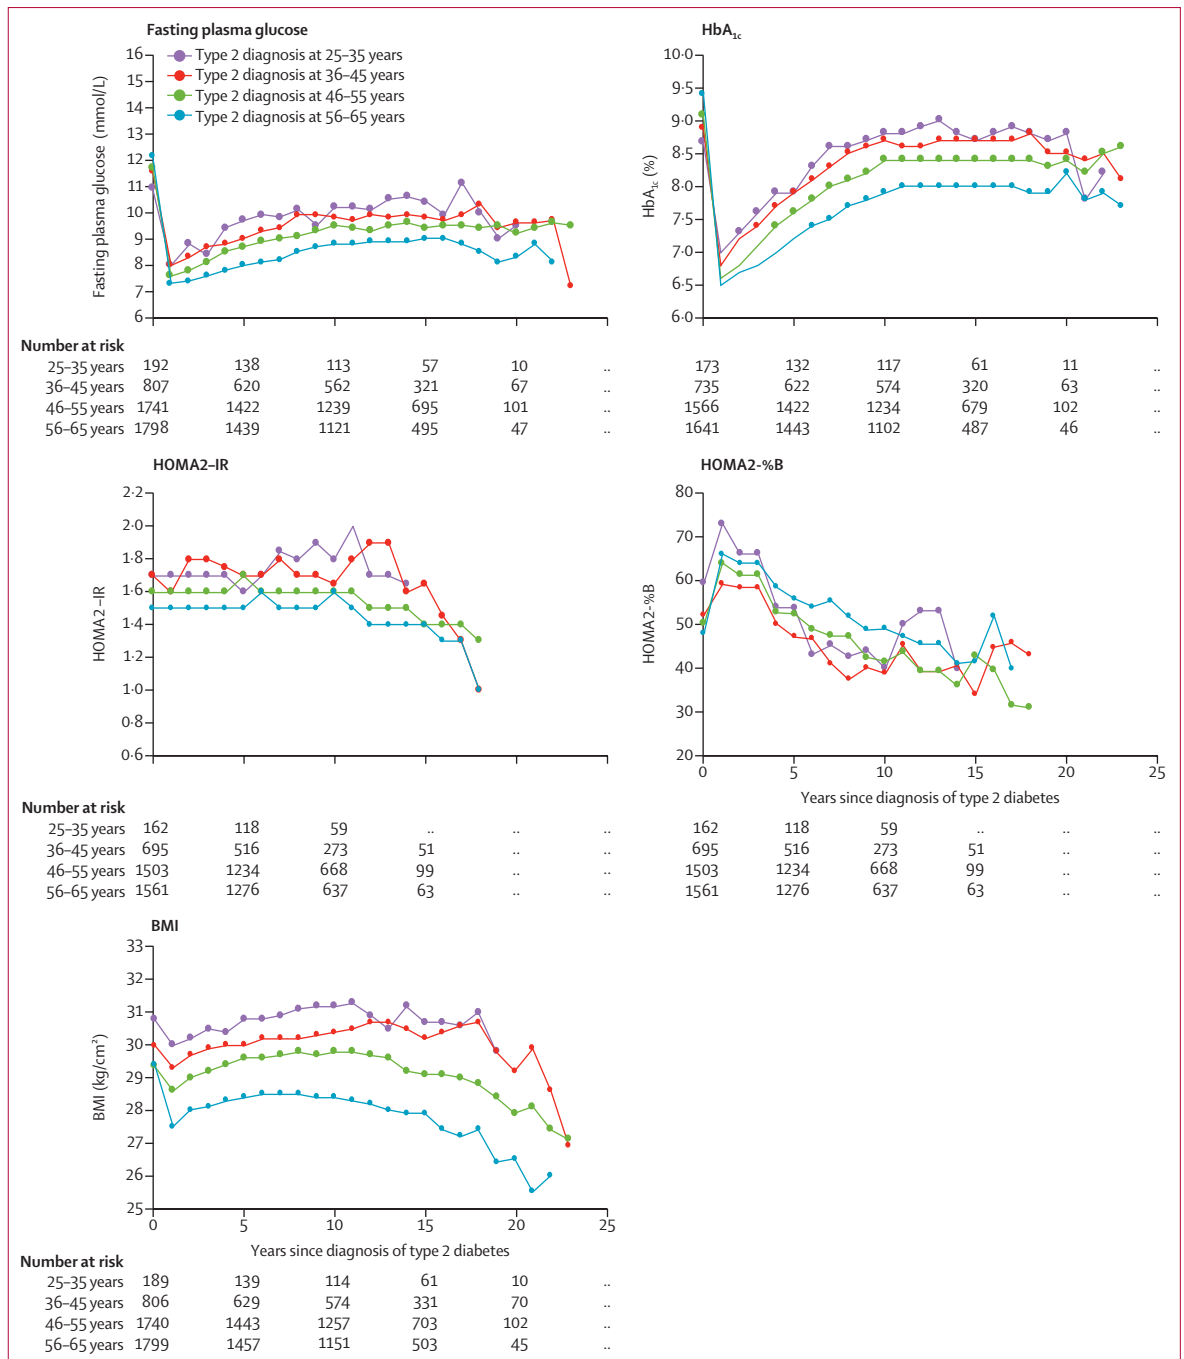 Fasting plasma glucose
Type 2 diagnosis at 25–35 years
Type 2 diagnosis at 36–45 years
Type 2 diagnosis at 46–55 years
Type 2 diagnosis at 56–65 years
Fasting plasma glucose (mmol/L)
16
15
14
13
12
11
10
9
8
7
6
HbA1c
HbA1c (%)
10·0
9·5
9·0
8·5
8·0
7·5
7·0
6·5
6·0
Number at risk
25–35 years 192 138 113 57 10 .. 173 132 117 61 11 ..
36–45 years 807 620 562 321 67 .. 735 622 574 320 63 ..
46–55 years 1741 1422 1239 695 101 .. 1566 1422 1234 679 102 ..
56–65 years 1798 1439 1121 495 47 .. 1641 1443 1102 487 46 ..
HOMA2–IR
HOMA2 –IR
2·2
2·0
1·8
1·6
1·4
1·2
1·0
0·8
0·6
HOMA2-%B
HOMA2-%B
80
70
60
50
40
30
20
0 5 10 15 20 25
Years since diagnosis of type 2 diabetes
Number at risk
25–35 years 162 118 59 .. .. .. 162 118 59 .. .. ..
36–45 years 695 516 273 51 .. .. 695 516 273 51 .. ..
46–55 years 1503 1234 668 99 .. .. 1503 1234 668 99 .. ..
56–65 years 1561 1276 637 63 .. .. 1561 1276 637 63 .. ..
BMI
BMI (kg/cm²)
33
32
31
30
29
28
27
26
25
0 5 10 15 20 25
Years since diagnosis of type 2 diabetes
Number at risk
25–35 years 189 139 114 61 10 ..
36–45 years 806 629 574 331 70 ..
46–55 years 1740 1443 1257 703 102 ..
56–65 years 1799 1457 1151 503 45 ..